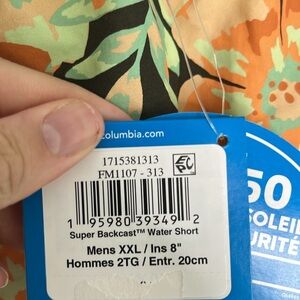 columbia.com
1715381313
FM1107 - 313
1 95980 39349 2
Super Backcast™ Water Short
Mens XXL / Ins 8"
Hommes 2TG / Entr. 20cm
50
SOLEIL